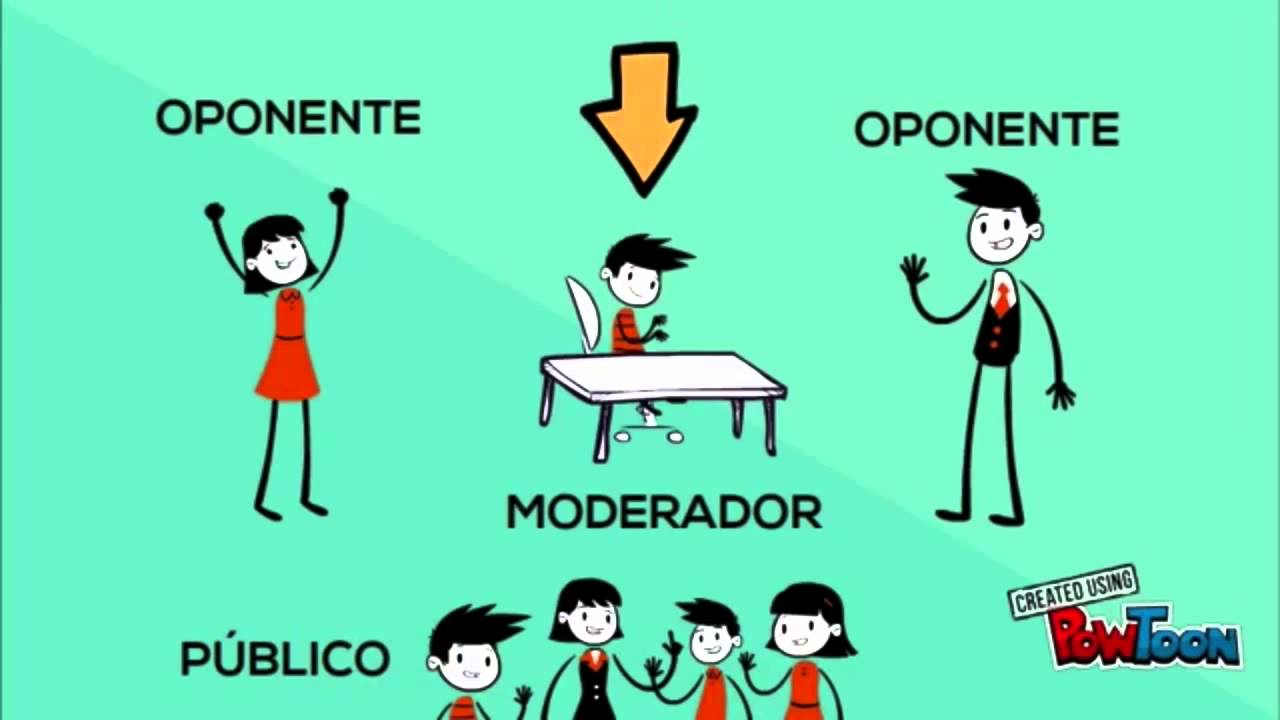 OPONENTE
OPONENTE
MODERADOR
PÚBLICO
CREATED USING
POWTOON